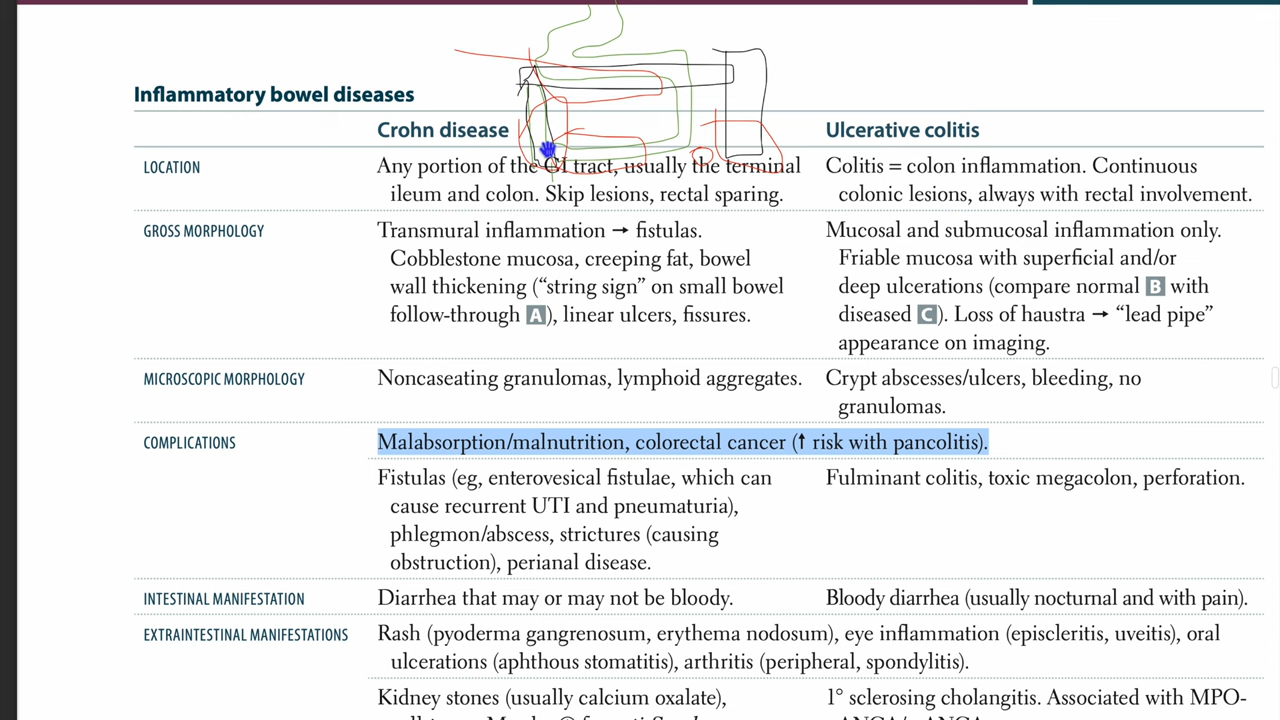 Inflammatory bowel diseases
Crohn disease
Ulcerative colitis
LOCATION
Any portion of the GI tract, usually the terminal
ileum and colon. Skip lesions, rectal sparing.
Colitis = colon inflammation. Continuous
colonic lesions, always with rectal involvement.
GROSS MORPHOLOGY
Transmural inflammation → fistulas.
Cobblestone mucosa, creeping fat, bowel
wall thickening (“string sign” on small bowel
follow-through A), linear ulcers, fissures.
Mucosal and submucosal inflammation only.
Friable mucosa with superficial and/or
deep ulcerations (compare normal B with
diseased C). Loss of haustra → “lead pipe”
appearance on imaging.
MICROSCOPIC MORPHOLOGY
Noncaseating granulomas, lymphoid aggregates.
Crypt abscesses/ulcers, bleeding, no
granulomas.
COMPLICATIONS
Malabsorption/malnutrition, colorectal cancer (↑ risk with pancolitis).
Fistulas (eg, enterovesical fistulae, which can
cause recurrent UTI and pneumaturia),
phlegmon/abscess, strictures (causing
obstruction), perianal disease.
Fulminant colitis, toxic megacolon, perforation.
INTESTINAL MANIFESTATION
Diarrhea that may or may not be bloody.
Bloody diarrhea (usually nocturnal and with pain).
EXTRAINTESTINAL MANIFESTATIONS
Rash (pyoderma gangrenosum, erythema nodosum), eye inflammation (episcleritis, uveitis), oral
ulcerations (aphthous stomatitis), arthritis (peripheral, spondylitis).
Kidney stones (usually calcium oxalate),
1° sclerosing cholangitis. Associated with MPO-